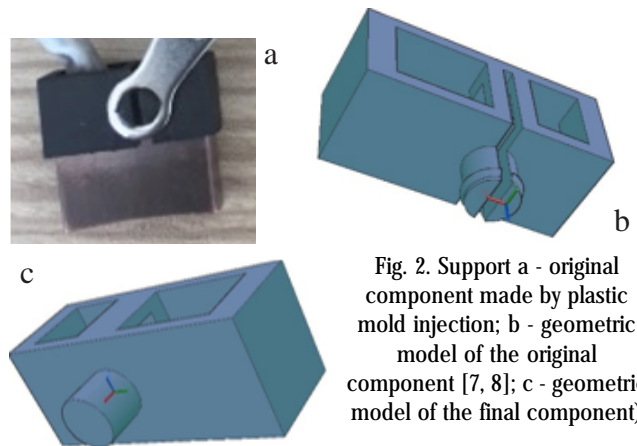 a
b
c
Fig. 2. Support a - original
component made by plastic
mold injection; b - geometric
model of the original
component [7, 8]; c - geometric
model of the final component)